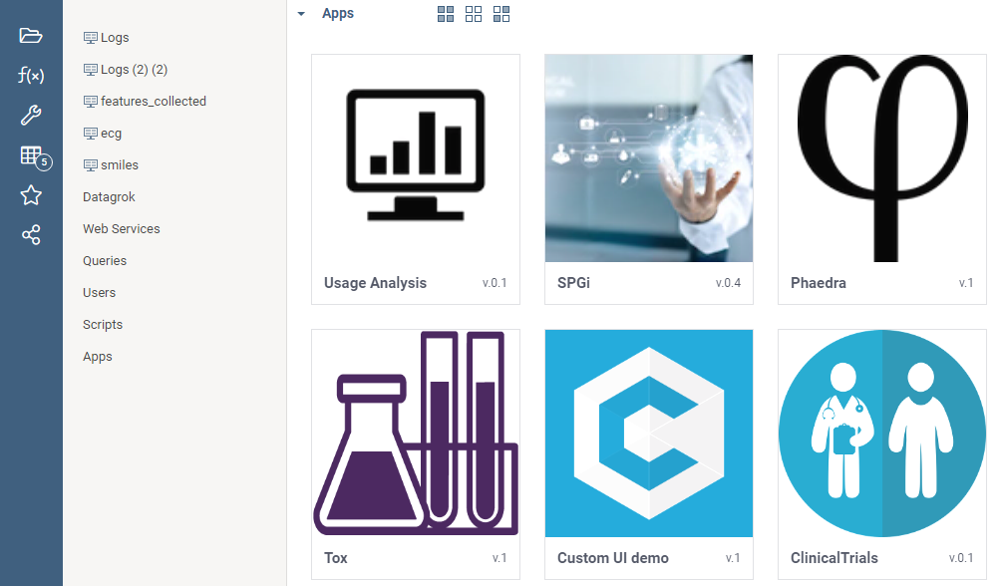 f(x)
5
Logs
Logs (2) (2)
features_collected
ecg
smiles
Datagrok
Web Services
Queries
Users
Scripts
Apps
Apps
Usage Analysis v.0.1
SPGi v.0.4
φ
Phaedra v.1
Tox v.1
Custom UI demo v.1
ClinicalTrials v.0.1